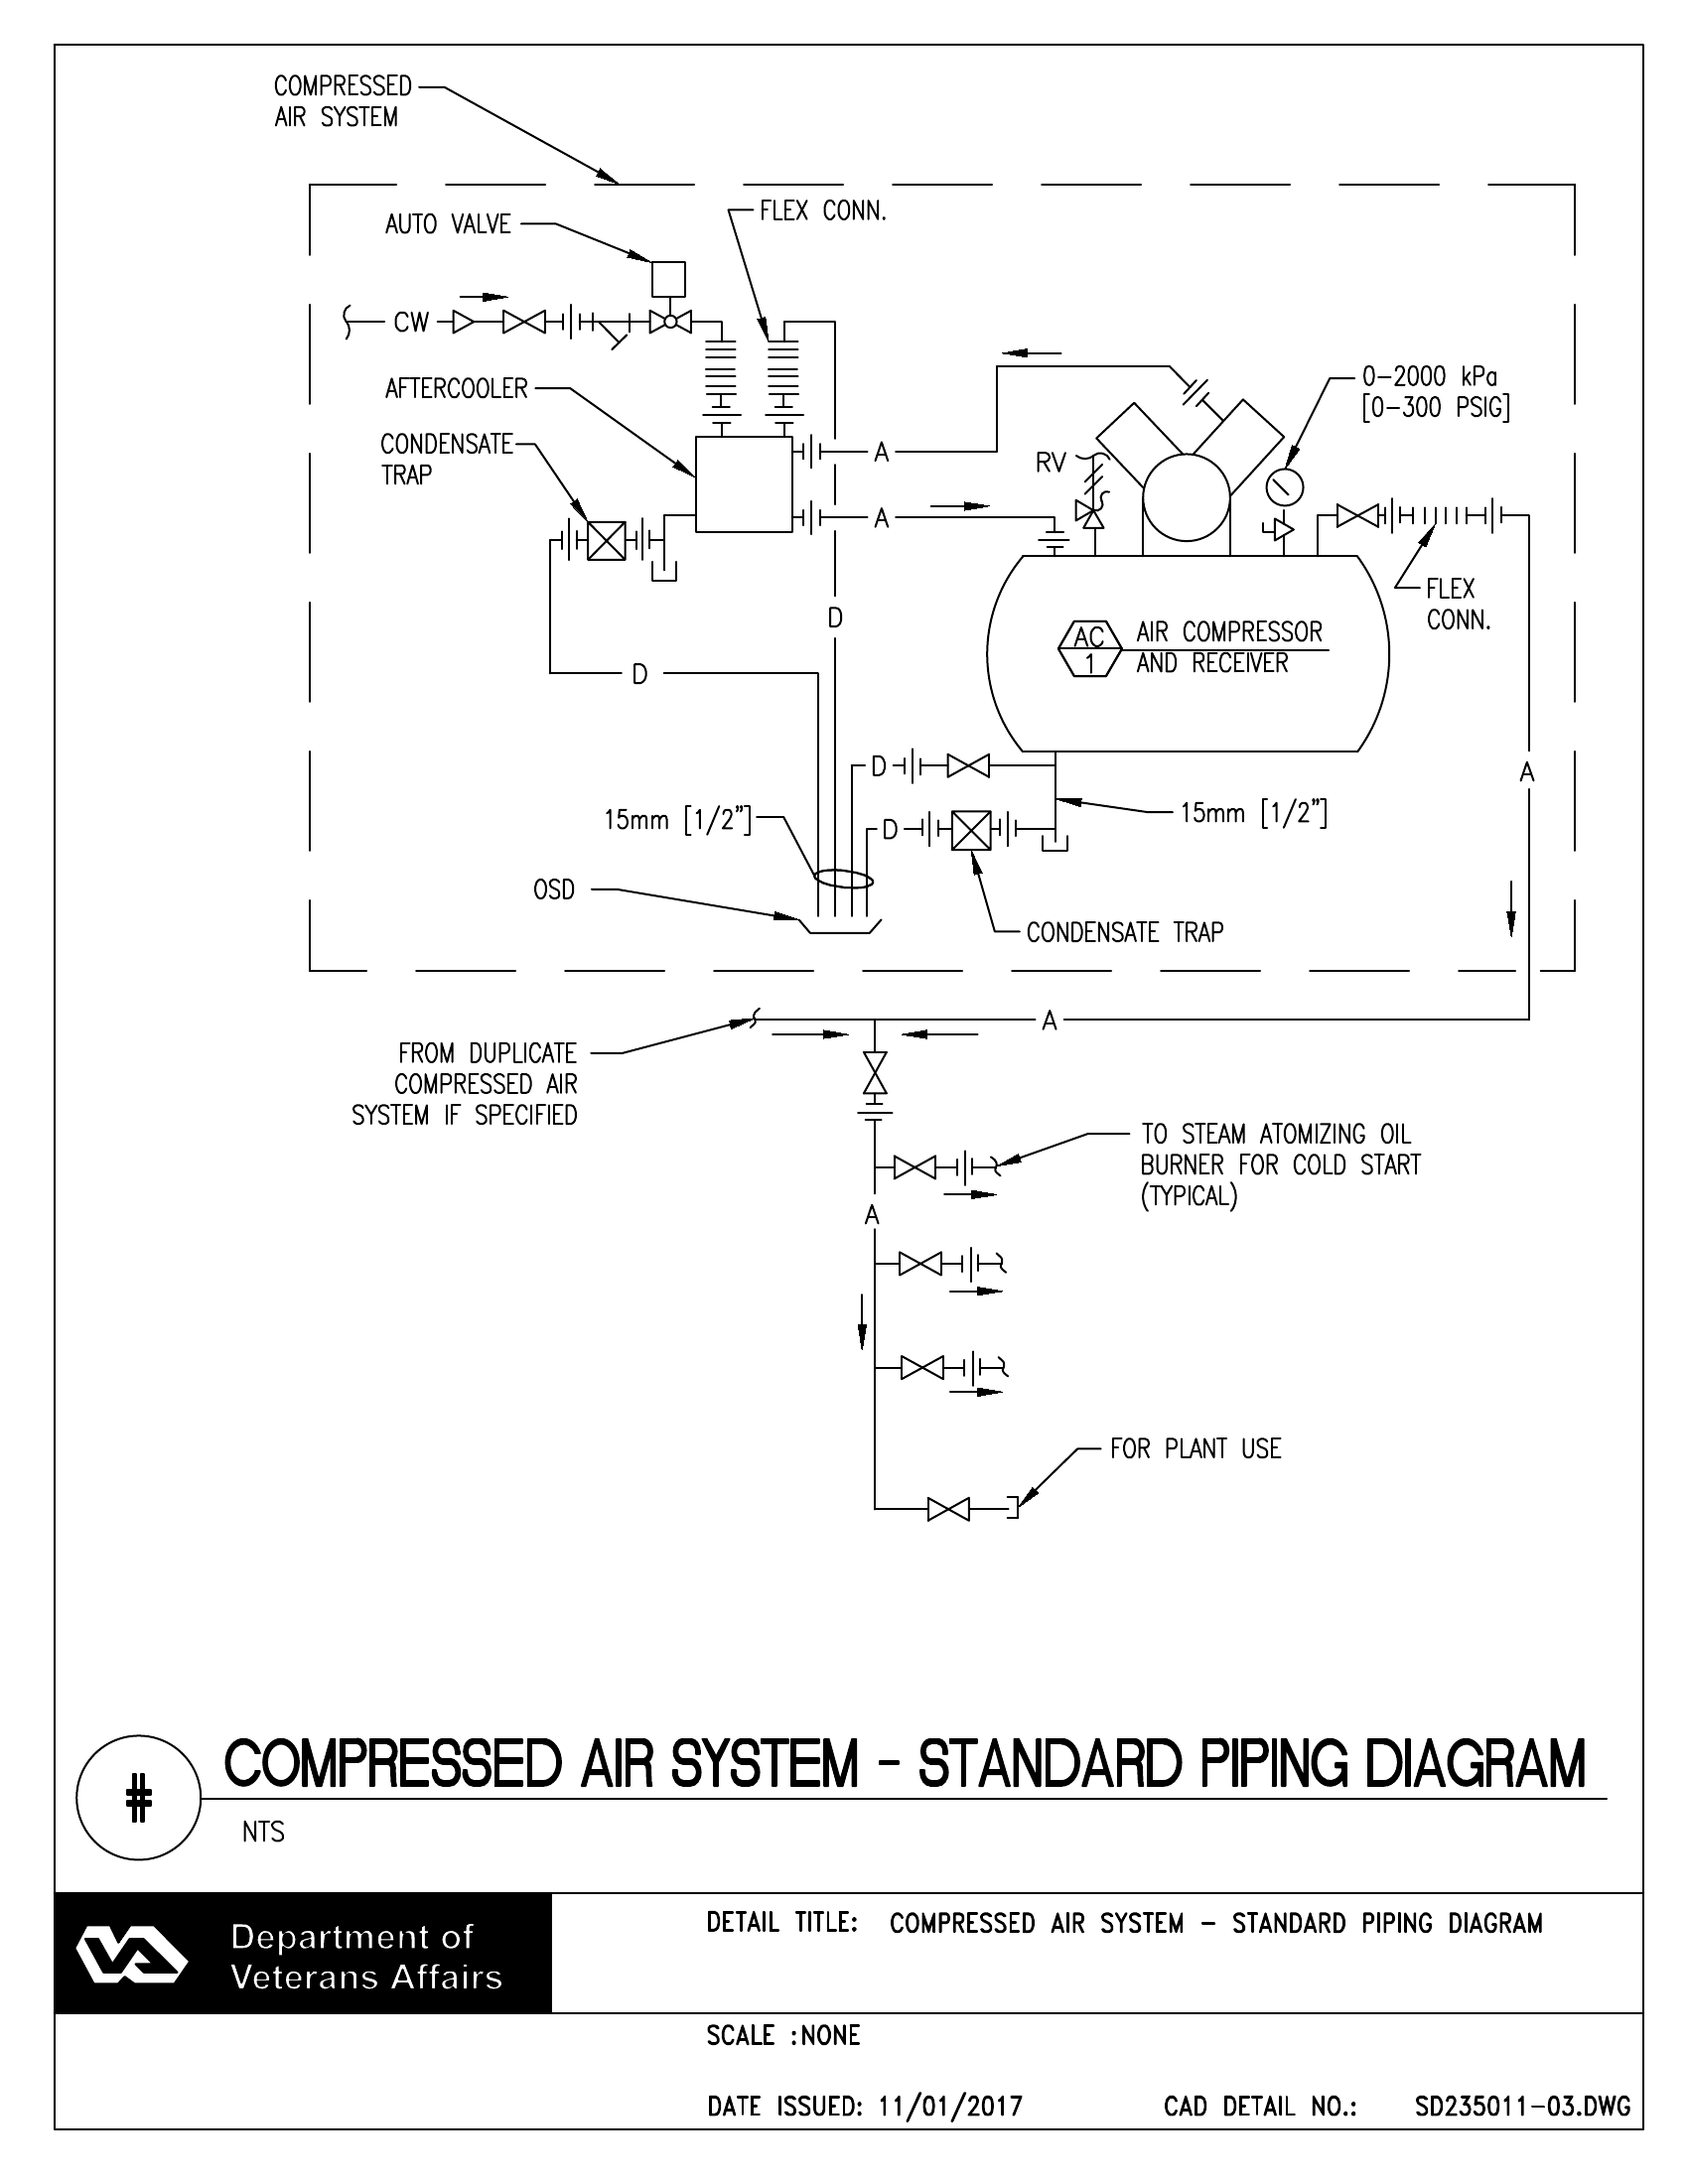 COMPRESSED
AIR SYSTEM
AUTO VALVE
FLEX CONN.
CW
AFTERCOOLER
0-2000 kPa
[0-300 PSIG]
CONDENSATE
TRAP
A
RV
A
FLEX
CONN.
D
AC
1
AIR COMPRESSOR
AND RECEIVER
D
D
A
15mm [1/2"]
D
15mm [1/2"]
OSD
CONDENSATE TRAP
A
FROM DUPLICATE
COMPRESSED AIR
SYSTEM IF SPECIFIED
TO STEAM ATOMIZING OIL
BURNER FOR COLD START
(TYPICAL)
A
FOR PLANT USE
#
COMPRESSED AIR SYSTEM - STANDARD PIPING DIAGRAM
NTS
Department of
Veterans Affairs
DETAIL TITLE: COMPRESSED AIR SYSTEM - STANDARD PIPING DIAGRAM
SCALE :NONE
DATE ISSUED: 11/01/2017
CAD DETAIL NO.: SD235011-03.DWG